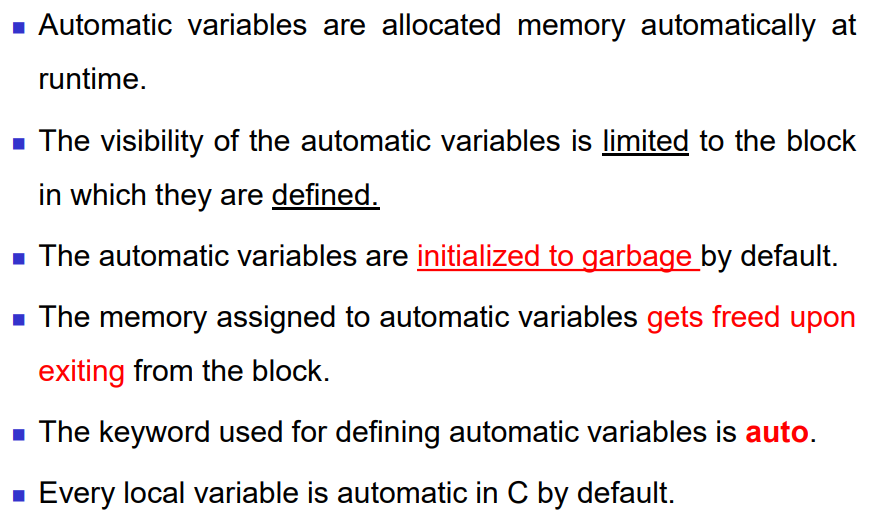 ▪ Automatic variables are allocated memory automatically at
runtime.
▪ The visibility of the automatic variables is limited to the block
in which they are defined.
▪ The automatic variables are initialized to garbage by default.
▪ The memory assigned to automatic variables gets freed upon
exiting from the block.
▪ The keyword used for defining automatic variables is auto.
▪ Every local variable is automatic in C by default.